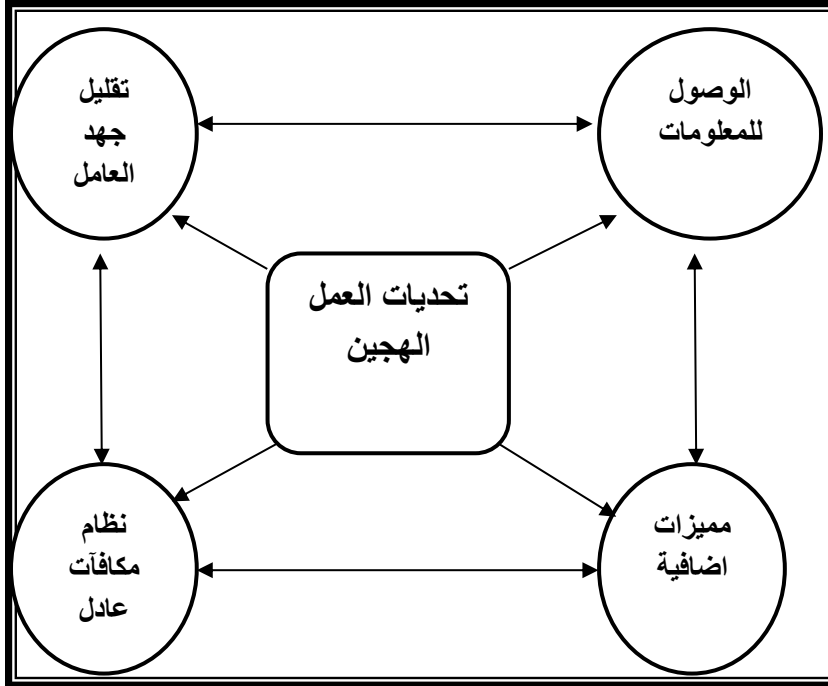 الوصول
للمعلومات
تقليل
جهد
العامل
تحديات العمل
الهجين
مميزات
اضافية
نظام
مكافآت
عادل